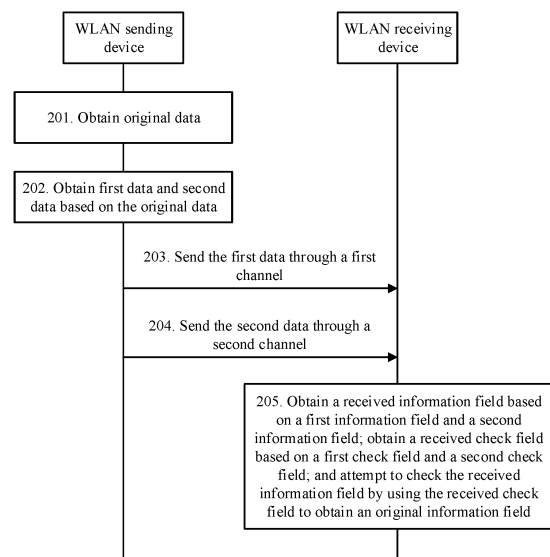 WLAN sending
device
WLAN receiving
device
201. Obtain original data
202. Obtain first data and second
data based on the original data
203. Send the first data through a first
channel
204. Send the second data through a
second channel
205. Obtain a received information field based
on a first information field and a second
information field; obtain a received check field
based on a first check field and a second check
field; and attempt to check the received
information field by using the received check
field to obtain an original information field